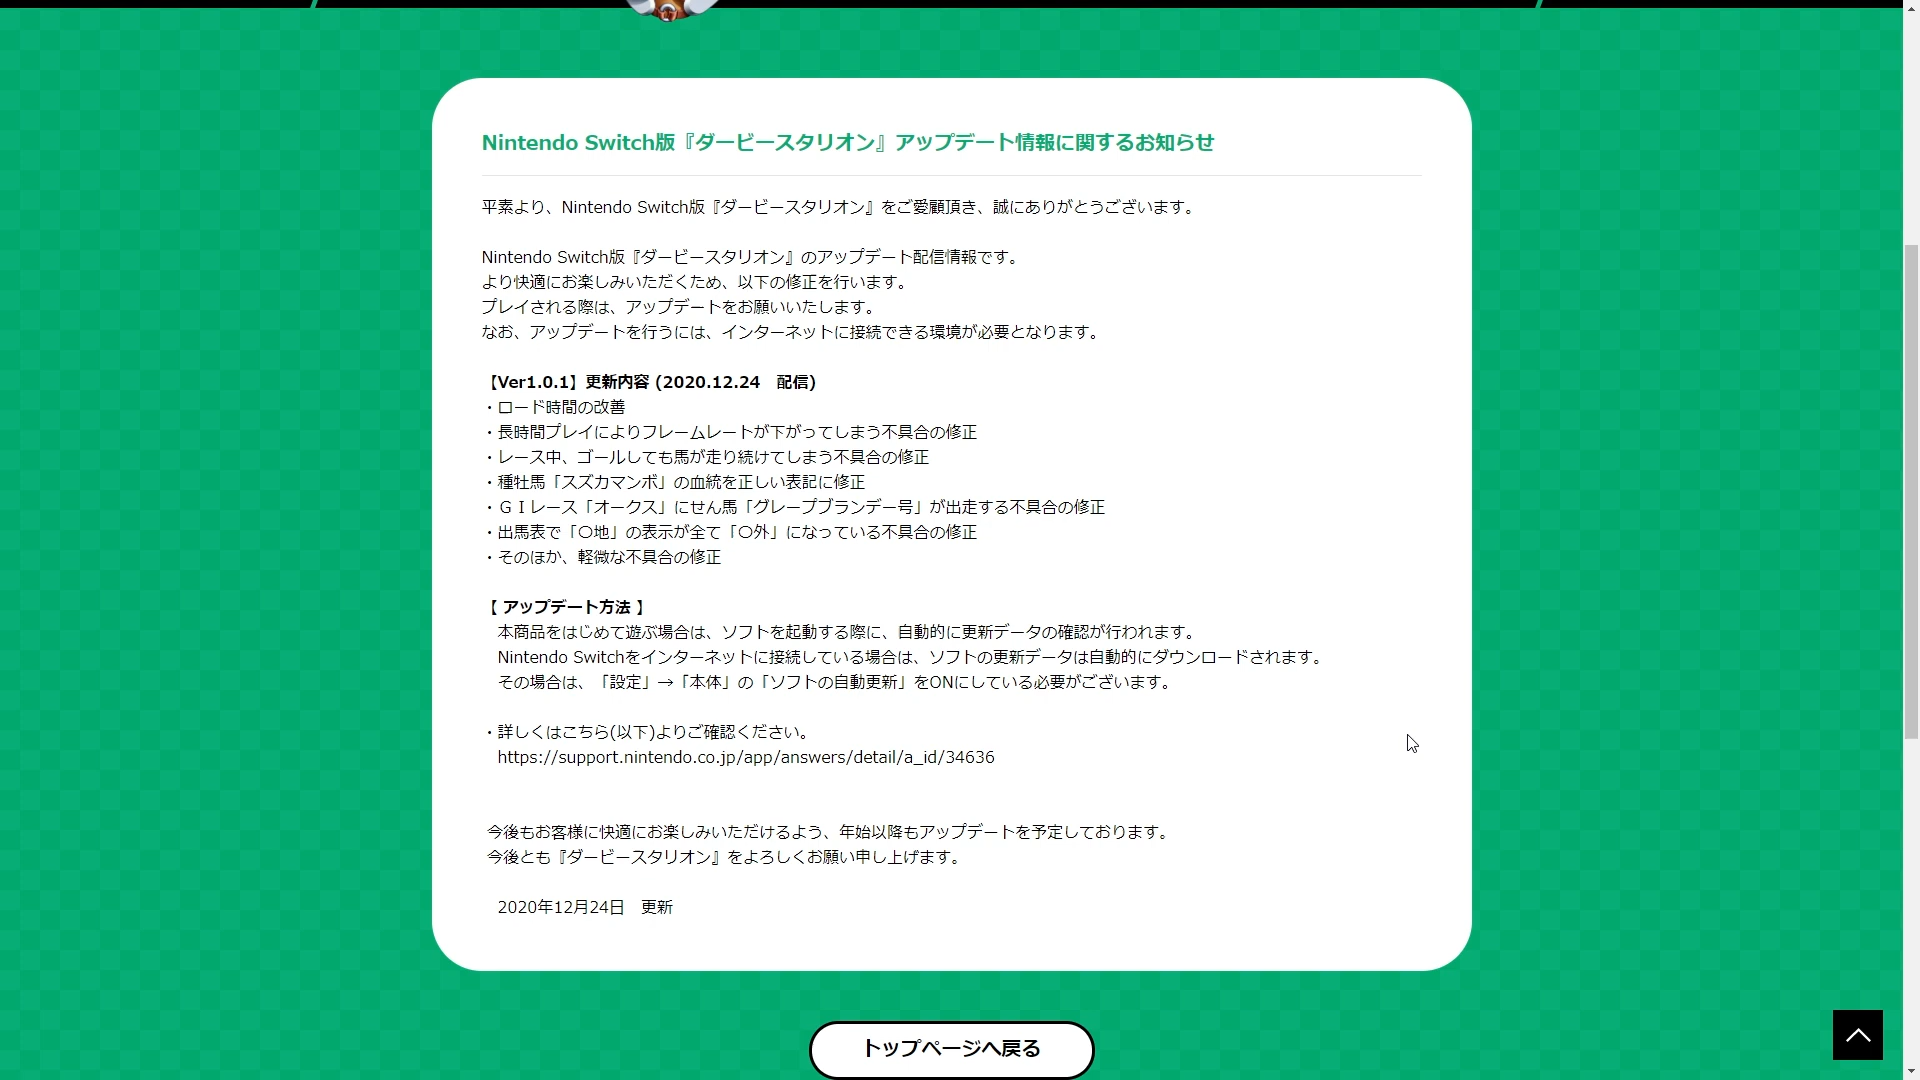 Nintendo Switch版『ダービースタリオン』アップデート情報に関するお知らせ
平素より、Nintendo Switch版『ダービースタリオン』をご愛顧頂き、誠にありがとうございます。
Nintendo Switch版『ダービースタリオン』のアップデート配信情報です。
より快適にお楽しみいただくため、以下の修正を行います。
プレイされる際は、アップデートをお願いいたします。
なお、アップデートを行うには、インターネットに接続できる環境が必要となります。
【Ver1.0.1】更新内容 (2020.12.24　配信)
・ロード時間の改善
・長時間プレイによりフレームレートが下がってしまう不具合の修正
・レース中、ゴールしても馬が走り続けてしまう不具合の修正
・種牡馬「スズカマンボ」の血統を正しい表記に修正
・ＧＩレース「オークス」にせん馬「グレープブランデー号」が出走する不具合の修正
・出馬表で「〇地」の表示が全て「〇外」になっている不具合の修正
・そのほか、軽微な不具合の修正
【 アップデート方法 】
本商品をはじめて遊ぶ場合は、ソフトを起動する際に、自動的に更新データの確認が行われます。
Nintendo Switchをインターネットに接続している場合は、ソフトの更新データは自動的にダウンロードされます。
その場合は、「設定」→「本体」の「ソフトの自動更新」をONにしている必要がございます。
・詳しくはこちら(以下)よりご確認ください。
https://support.nintendo.co.jp/app/answers/detail/a_id/34636
今後もお客様に快適にお楽しみいただけるよう、年始以降もアップデートを予定しております。
今後とも『ダービースタリオン』をよろしくお願い申し上げます。
2020年12月24日　更新
トップページへ戻る